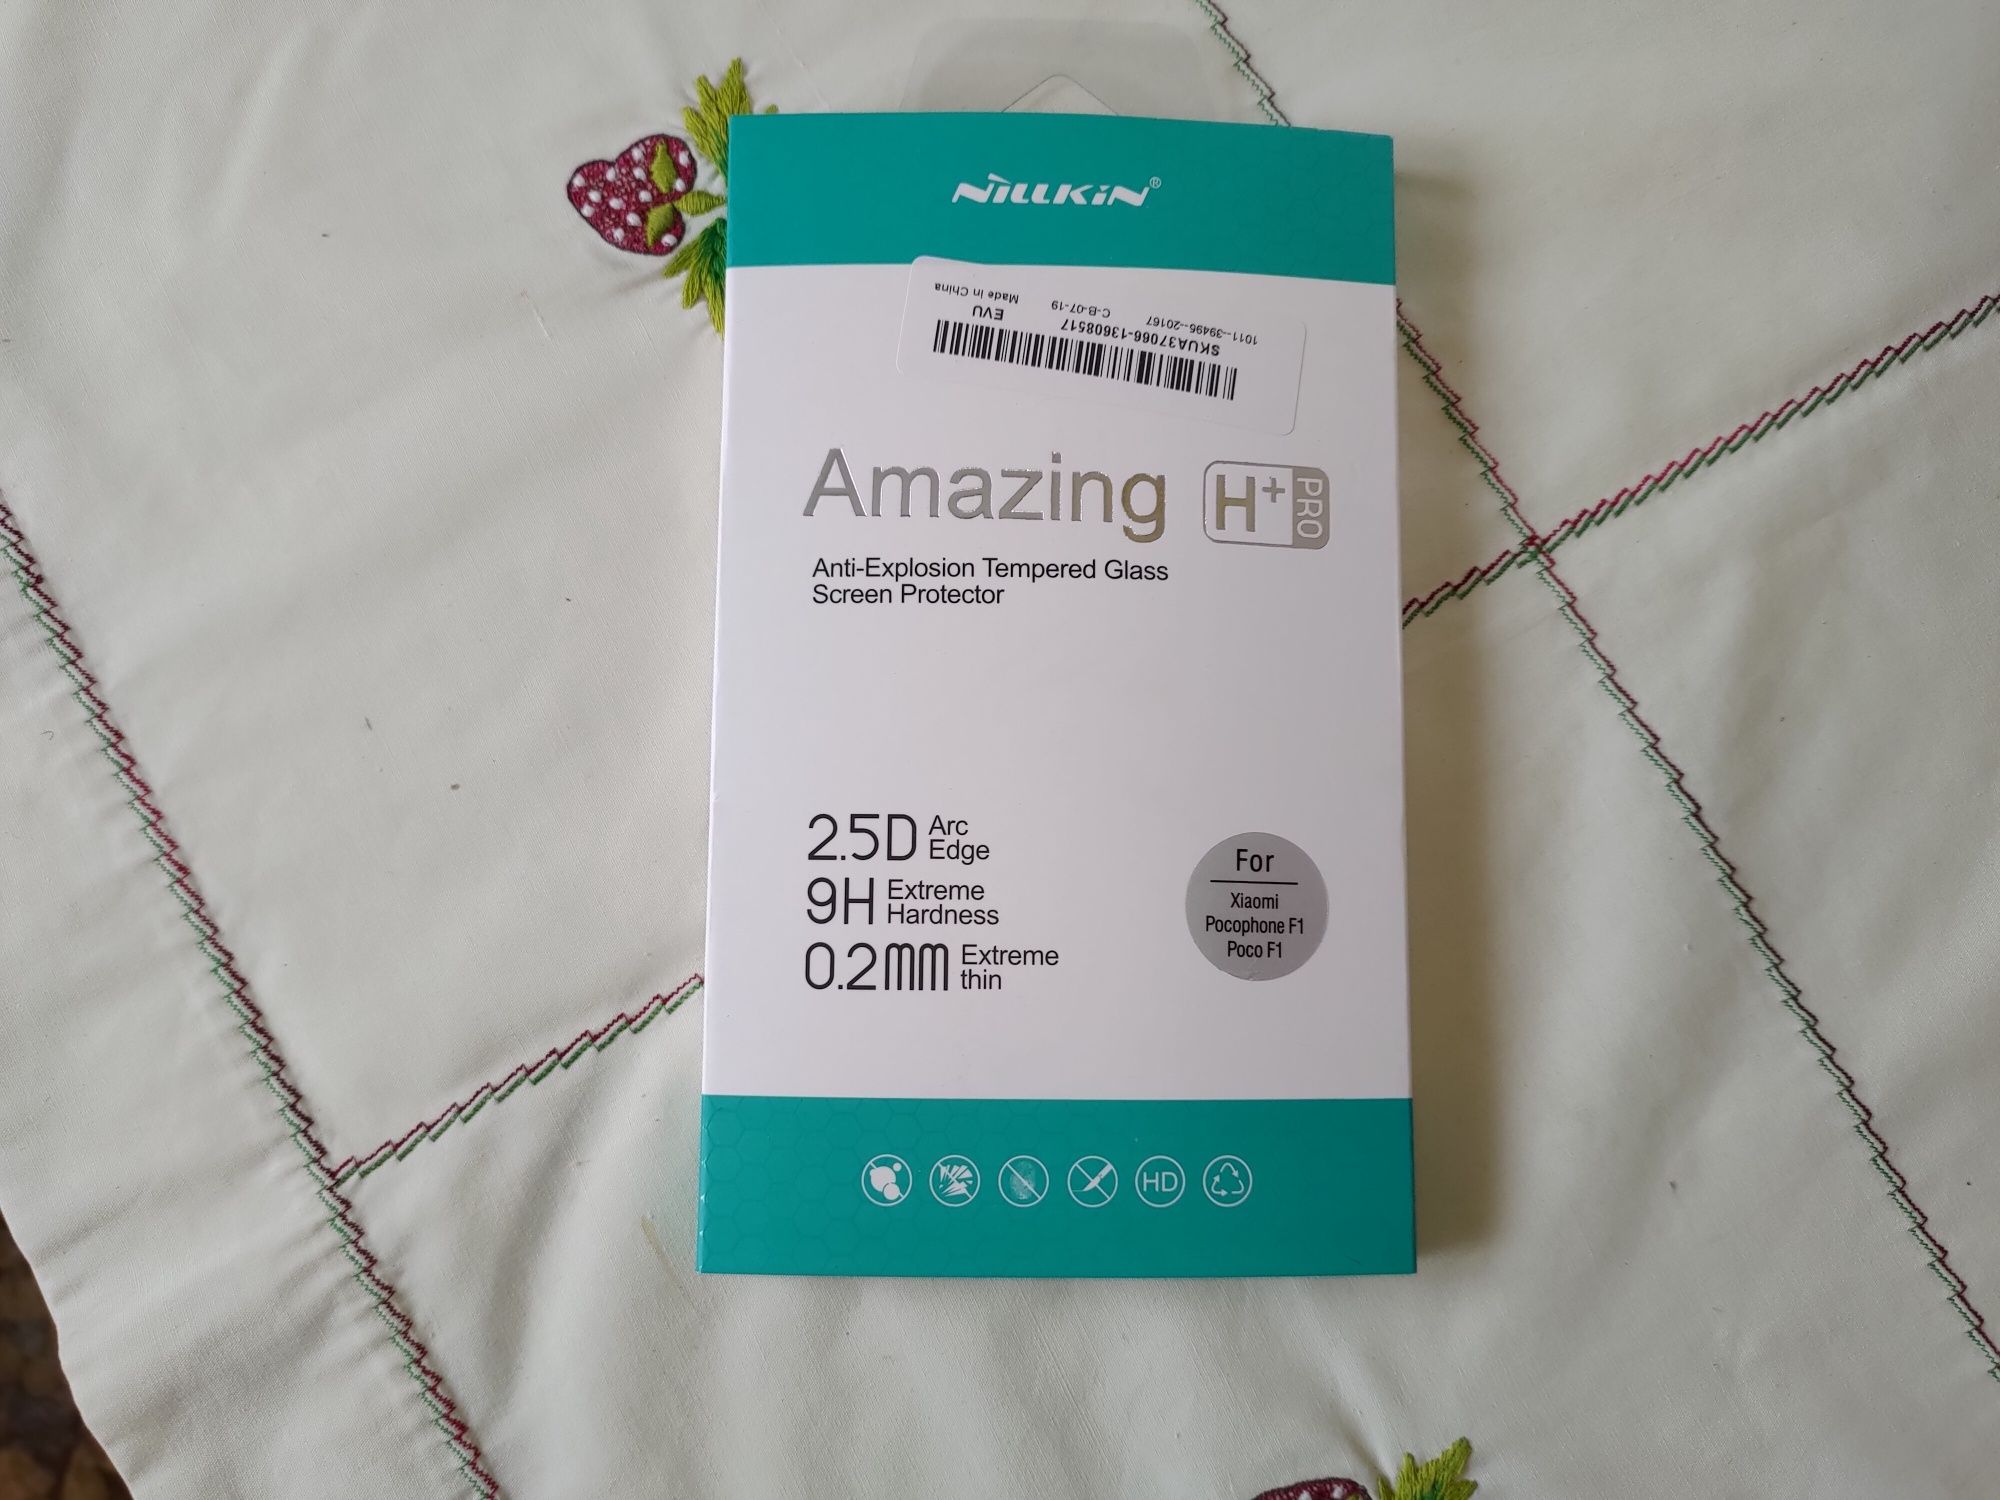 NiLLKiN®
Made in China
C-B-07-19
1011--39496--20167
EVU
SKUA37066-13608517
Amazing H+ PRO
Anti-Explosion Tempered Glass
Screen Protector
2.5D Arc
Edge
9H Extreme
Hardness
0.2mm Extreme
thin
For
Xiaomi
Pocophone F1
Poco F1
HD